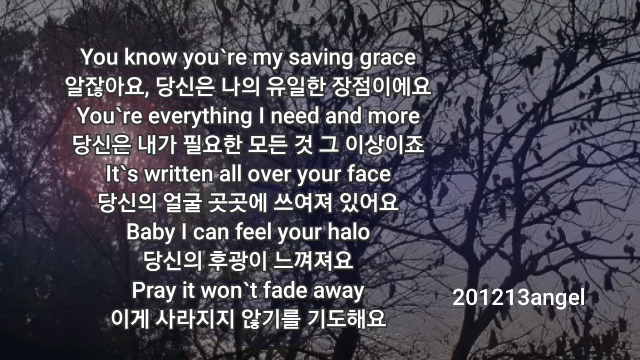 You know you`re my saving grace
알잖아요, 당신은 나의 유일한 장점이에요
You`re everything I need and more
당신은 내가 필요한 모든 것 그 이상이죠
It`s written all over your face
당신의 얼굴 곳곳에 쓰여져 있어요
Baby I can feel your halo
당신의 후광이 느껴져요
Pray it won`t fade away
이게 사라지지 않기를 기도해요
201213angel